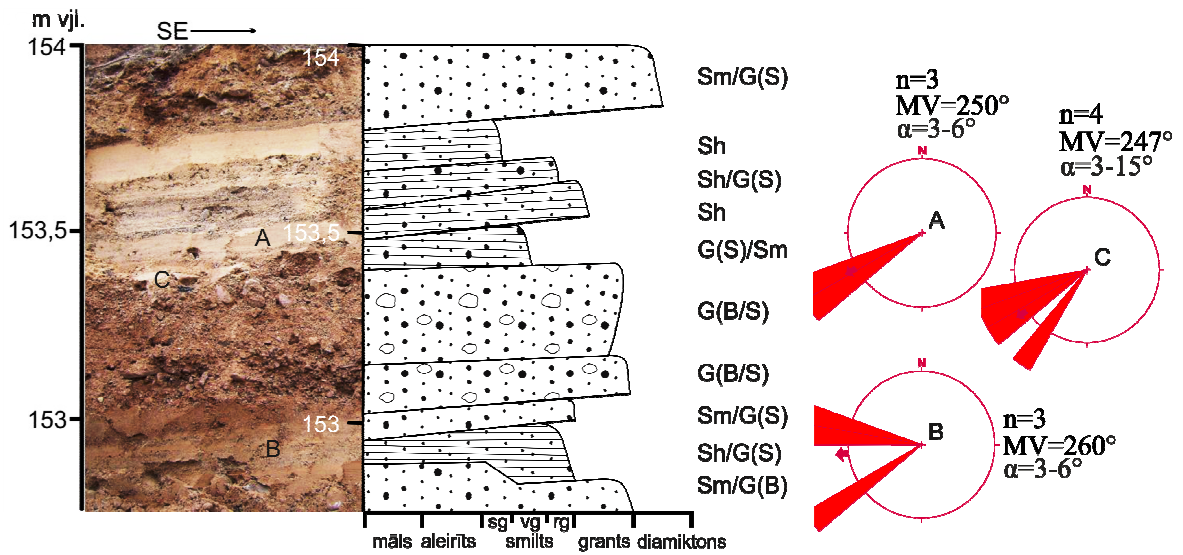 m vjl.
SE
154
154
Sm/G(S)
Sh
Sh/G(S)
Sh
153,5
153,5
A
C
G(S)/Sm
G(B/S)
G(B/S)
153
153
Sm/G(S)
B
Sh/G(S)
Sm/G(B)
sg vg rg
māls aleirīts smilts grants diamiktons
n=3
MV=250°
α=3-6°
N
A
n=4
MV=247°
α=3-15°
N
C
N
B
n=3
MV=260°
α=3-6°